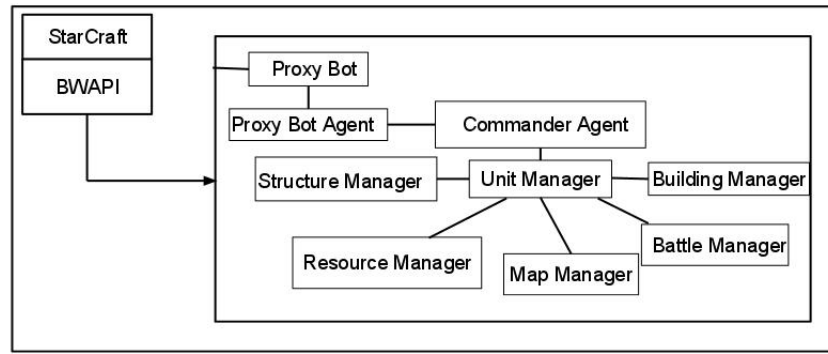 StarCraft
BWAPI
Proxy Bot
Proxy Bot Agent
Commander Agent
Structure Manager
Unit Manager
Building Manager
Resource Manager
Map Manager
Battle Manager